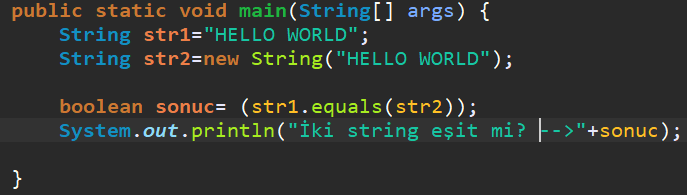 public static void main(String[] args) {
String str1="HELLO WORLD";
String str2=new String("HELLO WORLD");
boolean sonuc= (str1.equals(str2));
System.out.println("İki string eşit mi? -->"+sonuc);
}